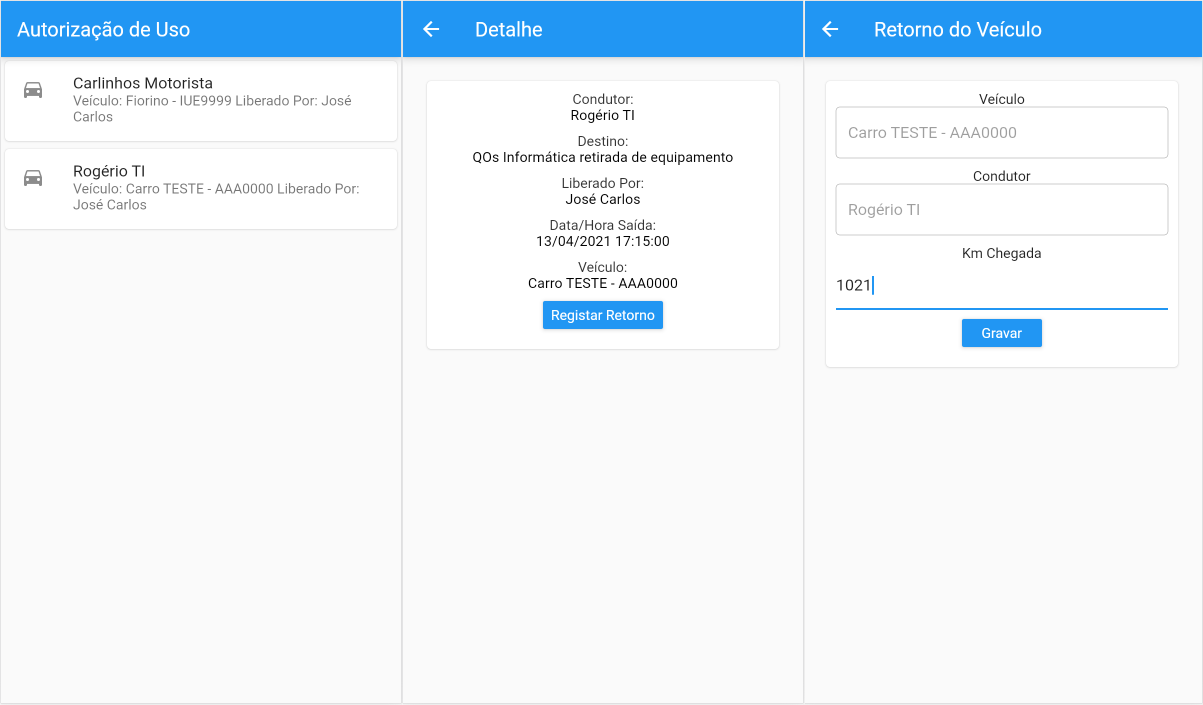 Autorização de Uso
Carlinhos Motorista
Veículo: Fiorino - IUE9999 Liberado Por: José
Carlos
Rogério TI
Veículo: Carro TESTE - AAA0000 Liberado Por:
José Carlos
Detalhe
Condutor:
Rogério TI
Destino:
QOs Informática retirada de equipamento
Liberado Por:
José Carlos
Data/Hora Saída:
13/04/2021 17:15:00
Veículo:
Carro TESTE - AAA0000
Registar Retorno
Retorno do Veículo
Veículo
Carro TESTE - AAA0000
Condutor
Rogério TI
Km Chegada
1021
Gravar